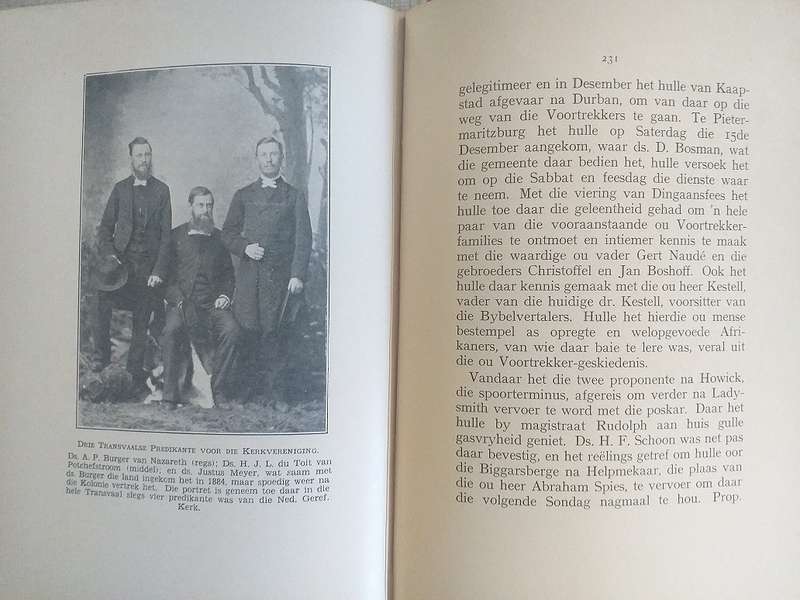 DRIE TRANSVAALSE PREDIKANTE VOOR DIE KERKVERENIGING.
Ds. A. P. Burger van Nazareth (regs); Ds. H. J. L. du Toit van
Potchefstroom (middel); en ds. Justus Meyer, wat saam met
ds. Burger die land ingekom het in 1884, maar spoedig weer na
die Kolonie vertrek het. Die portret is geneem toe daar in die
hele Transvaal slegs vier predikante was van die Ned. Geref.
Kerk.
231
gelegitimeer en in Desember het hulle van Kaap-
stad afgevaar na Durban, om van daar op die
weg van die Voortrekkers te gaan. Te Pieter-
maritzburg het hulle op Saterdag die 15de
Desember aangekom, waar ds. D. Bosman, wat
die gemeente daar bedien het, hulle versoek het
om op die Sabbat en feesdag die dienste waar
te neem. Met die viering van Dingaansfees het
hulle toe daar die geleentheid gehad om 'n hele
paar van die vooraanstaande ou Voortrekker-
families te ontmoet en intiemer kennis te maak
met die waardige ou vader Gert Naudé en die
gebroeders Christoffel en Jan Boshoff. Ook het
hulle daar kennis gemaak met die ou heer Kestell,
vader van die huidige dr. Kestell, voorsitter van
die Bybelvertalers. Hulle het hierdie ou mense
bestempel as opregte en welopgevoede Afri-
kaners, van wie daar baie te lere was, veral uit
die ou Voortrekker-geskiedenis.
Vandaar het die twee proponente na Howick,
die spoorterminus, afgereis om verder na Lady-
smith vervoer te word met die poskar. Daar het
hulle by magistraat Rudolph aan huis gulle
gasvryheid geniet. Ds. H. F. Schoon was net pas
daar bevestig, en het reëlings getref om hulle oor
die Biggarsberge na Helpmekaar, die plaas van
die ou heer Abraham Spies, te vervoer om daar
die volgende Sondag nagmaal te hou. Prop.